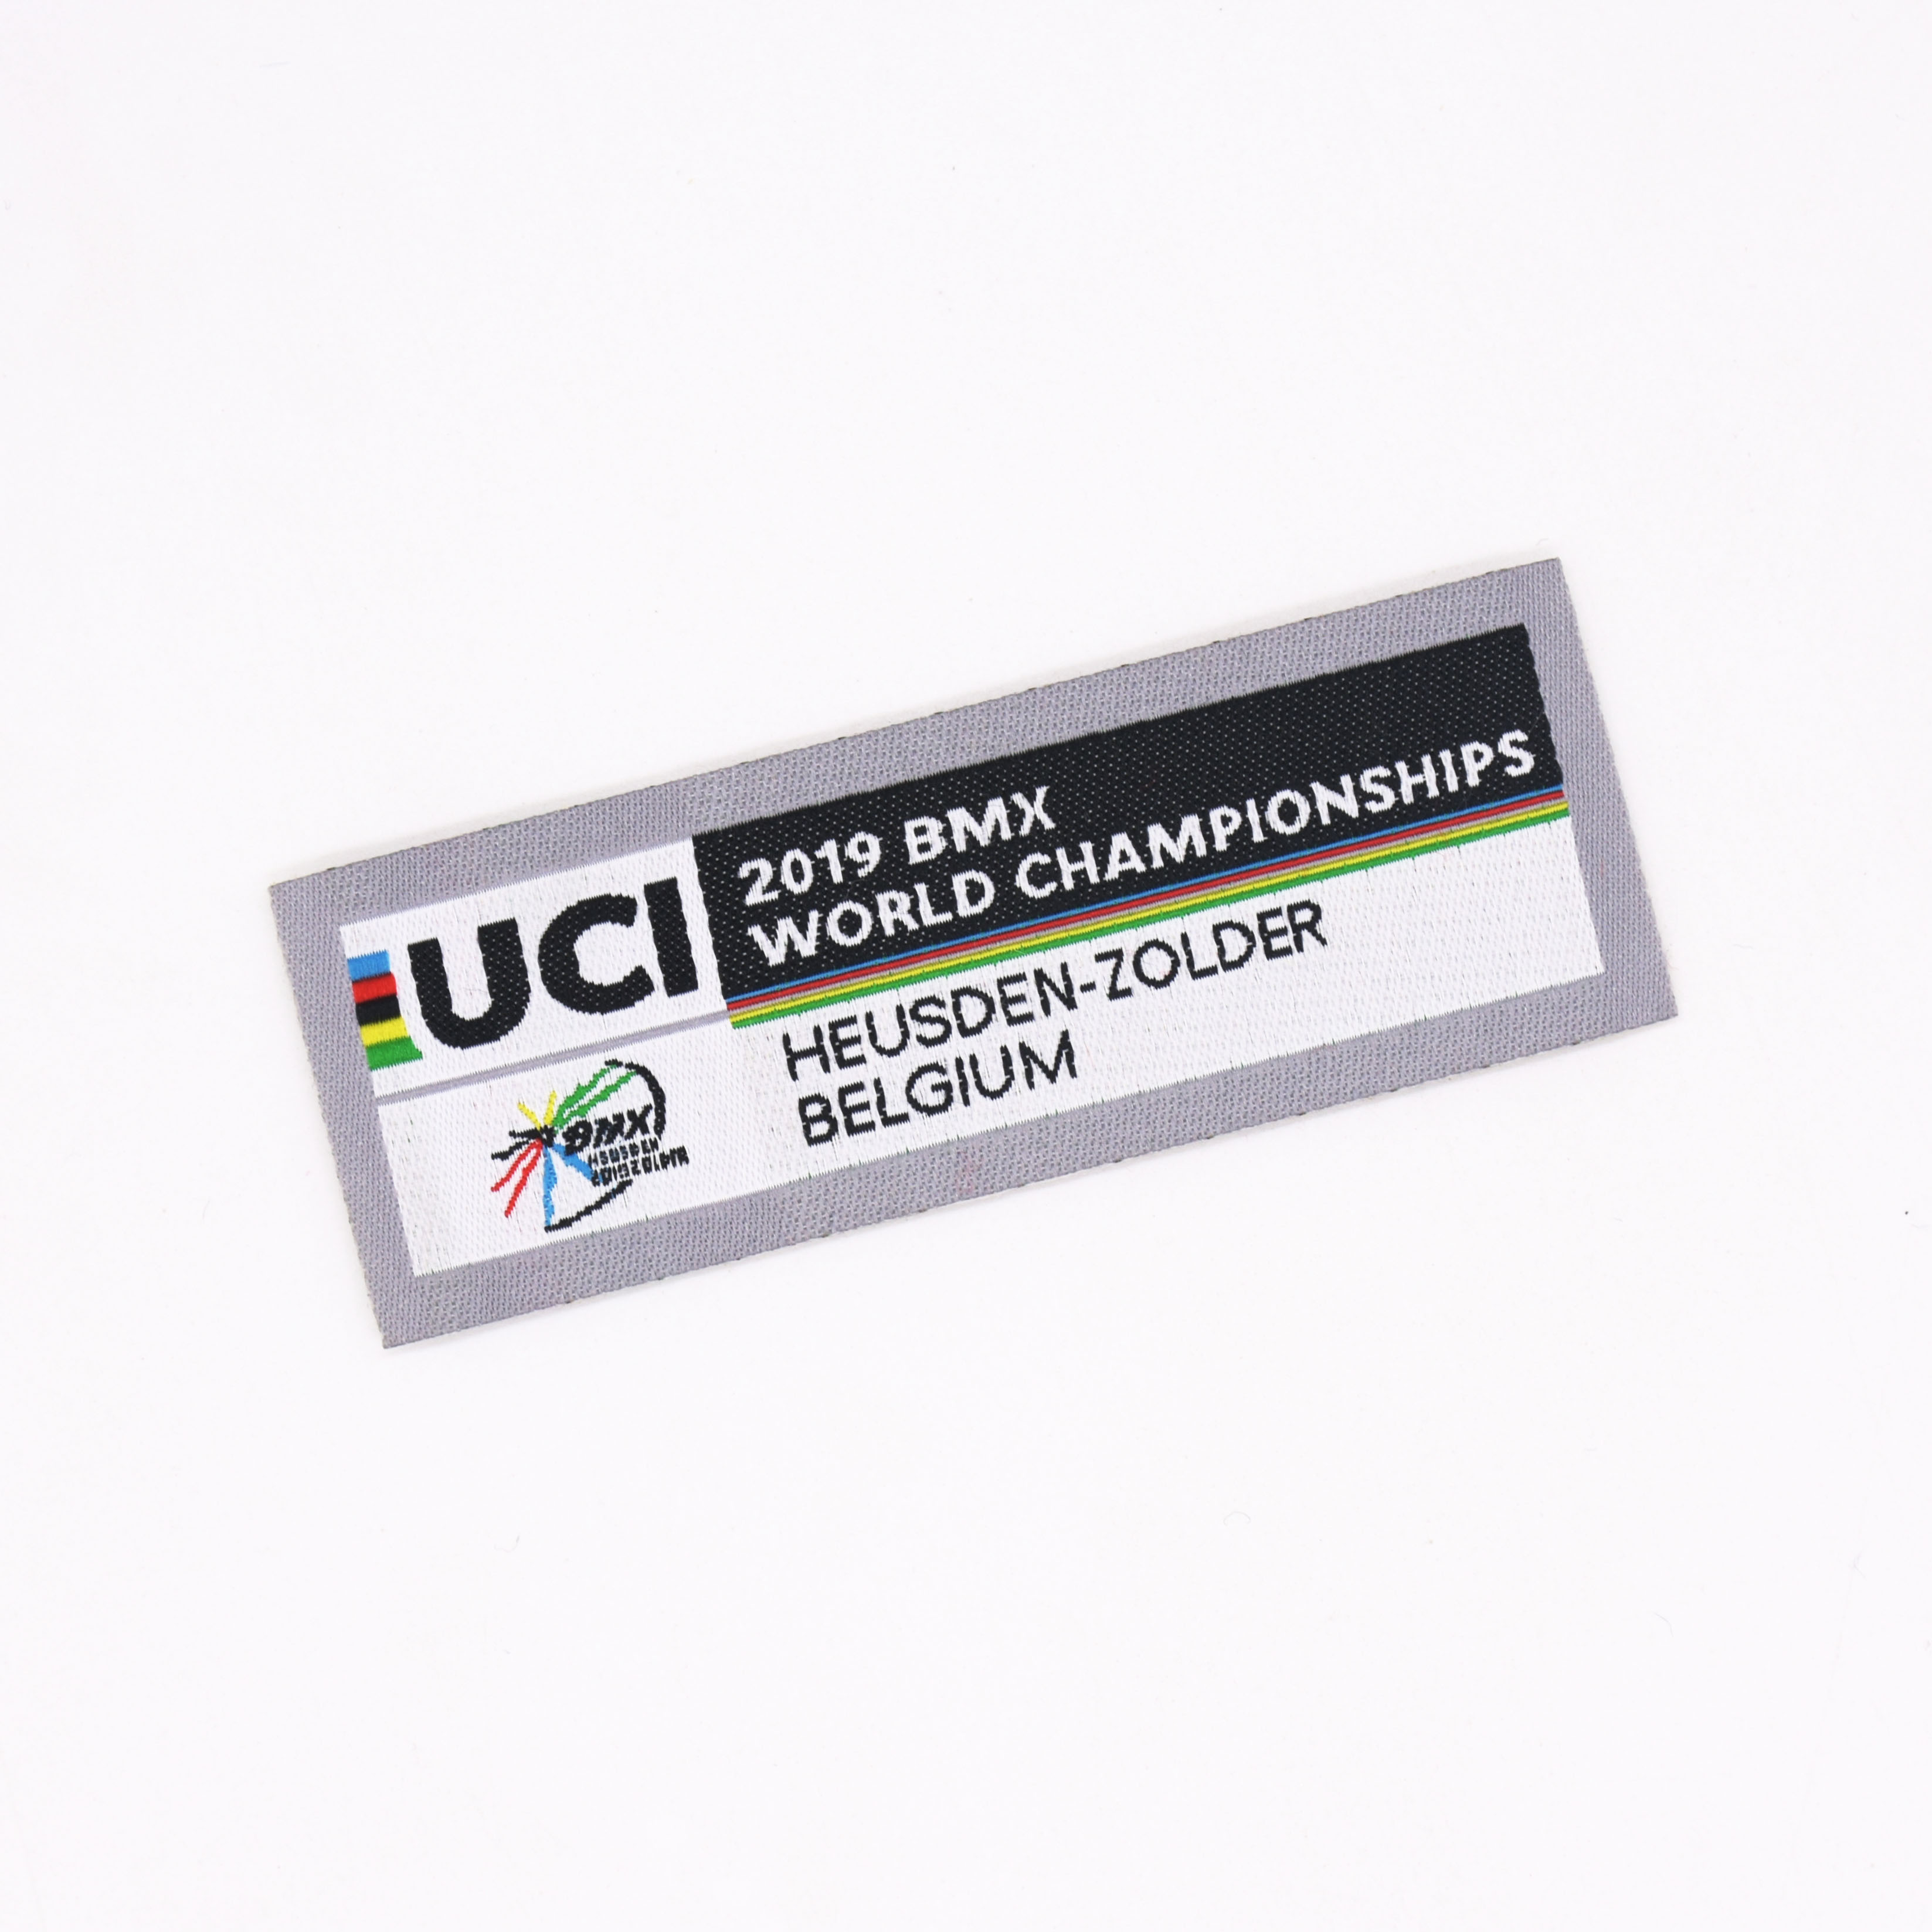 UCI
2019 BMX
WORLD CHAMPIONSHIPS
HEUSDEN-ZOLDER
BELGIUM
BMX